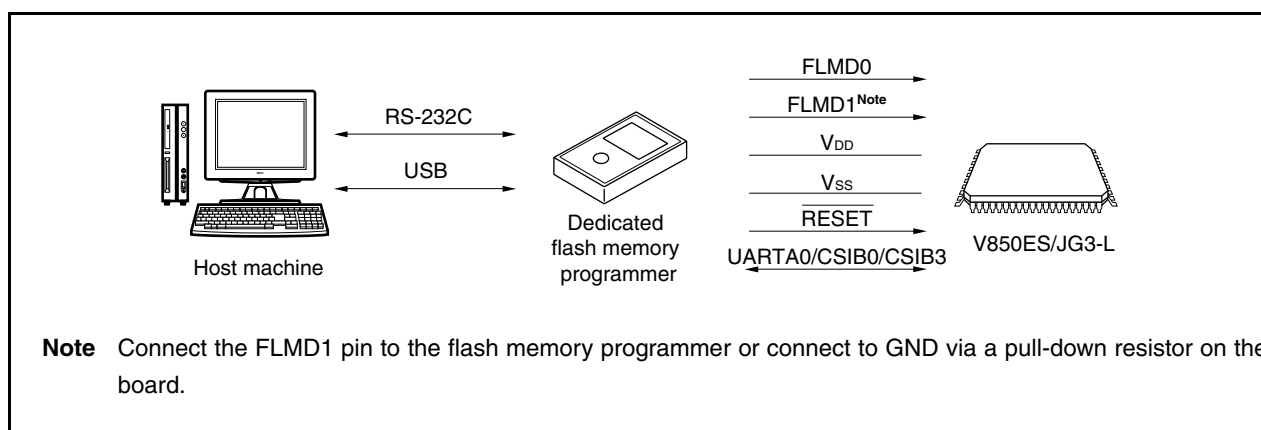 FLMD0
FLMD1Note
RS-232C
VDD
USB
VSS
RESET
Dedicated
flash memory
programmer
UARTA0/CSIB0/CSIB3
V850ES/JG3-L
Host machine
Note Connect the FLMD1 pin to the flash memory programmer or connect to GND via a pull-down resistor on the
board.